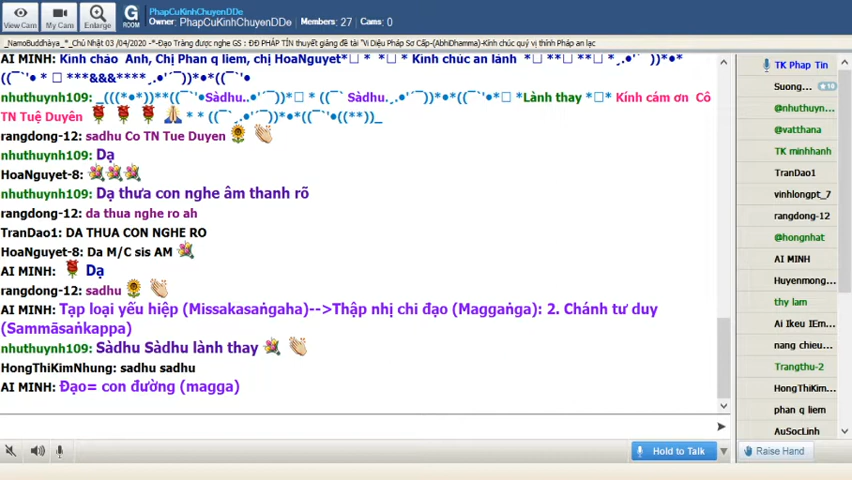 PhapCuKinhChuyenDDe
Owner: PhapCuKinhChuyenDDe Members: 27 Cams: 0
View Cam
My Cam
Enlarge
G
ROOM
_NamoBuddhàya_*_Chủ Nhật 03 /04/2020 -*-Đạo Tràng được nghe GS : ĐĐ PHÁP TÍN thuyết giảng đề tài "Vi Diệu Pháp Sơ Cấp-(AbhiDhamma)-Kính chúc quý vị thính Pháp an lạc
AI MINH: Kính chào Anh, Chị Phan q liem, chị HoaNguyet
Kính chúc an lành
nhuthuynh109: Sàdhu.. Sàdhu. Lành thay Kính cám ơn Cô
TN Tuệ Duyên
rangdong-12: sadhu Co TN Tue Duyen
nhuthuynh109: Dạ
HoaNguyet-8:
nhuthuynh109: Dạ thưa con nghe âm thanh rõ
rangdong-12: da thua nghe ro ah
TranDao1: DA THUA CON NGHE RO
HoaNguyet-8: Da M/C sis AM
AI MINH: Dạ
rangdong-12: sadhu
AI MINH: Tạp loại yếu hiệp (Missakasaṅgaha)-->Thập nhị chi đạo (Maggaṅga): 2. Chánh tư duy
(Sammāsaṅkappa)
nhuthuynh109: Sàdhu Sàdhu lành thay
HongThiKimNhung: sadhu sadhu
AI MINH: Đạo= con đường (magga)
Hold to Talk
TK Phap Tin
Suong...
10
@nhuthuyn...
@vatthana
TK minhhanh
TranDao1
vinhlongpt_7
rangdong-12
@hongnhat
AI MINH
Huyenmong...
thy lam
Ai Ikeu IEm...
nang chieu...
Trangthu-2
HongThiKim...
phan q liem
AuSocLinh
Raise Hand